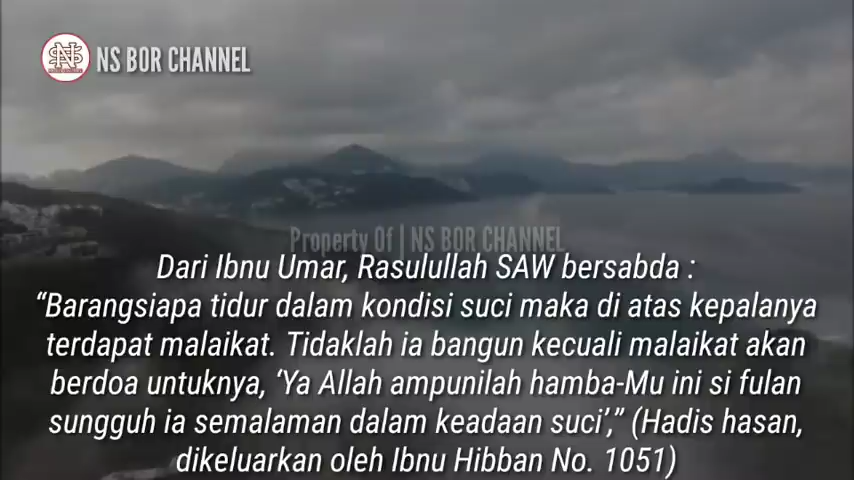 NS BOR CHANNEL
Property Of | NS BOR CHANNEL
Dari Ibnu Umar, Rasulullah SAW bersabda :
“Barangsiapa tidur dalam kondisi suci maka di atas kepalanya
terdapat malaikat. Tidaklah ia bangun kecuali malaikat akan
berdoa untuknya, ‘Ya Allah ampunilah hamba-Mu ini si fulan
sungguh ia semalaman dalam keadaan suci’,” (Hadis hasan,
dikeluarkan oleh Ibnu Hibban No. 1051)